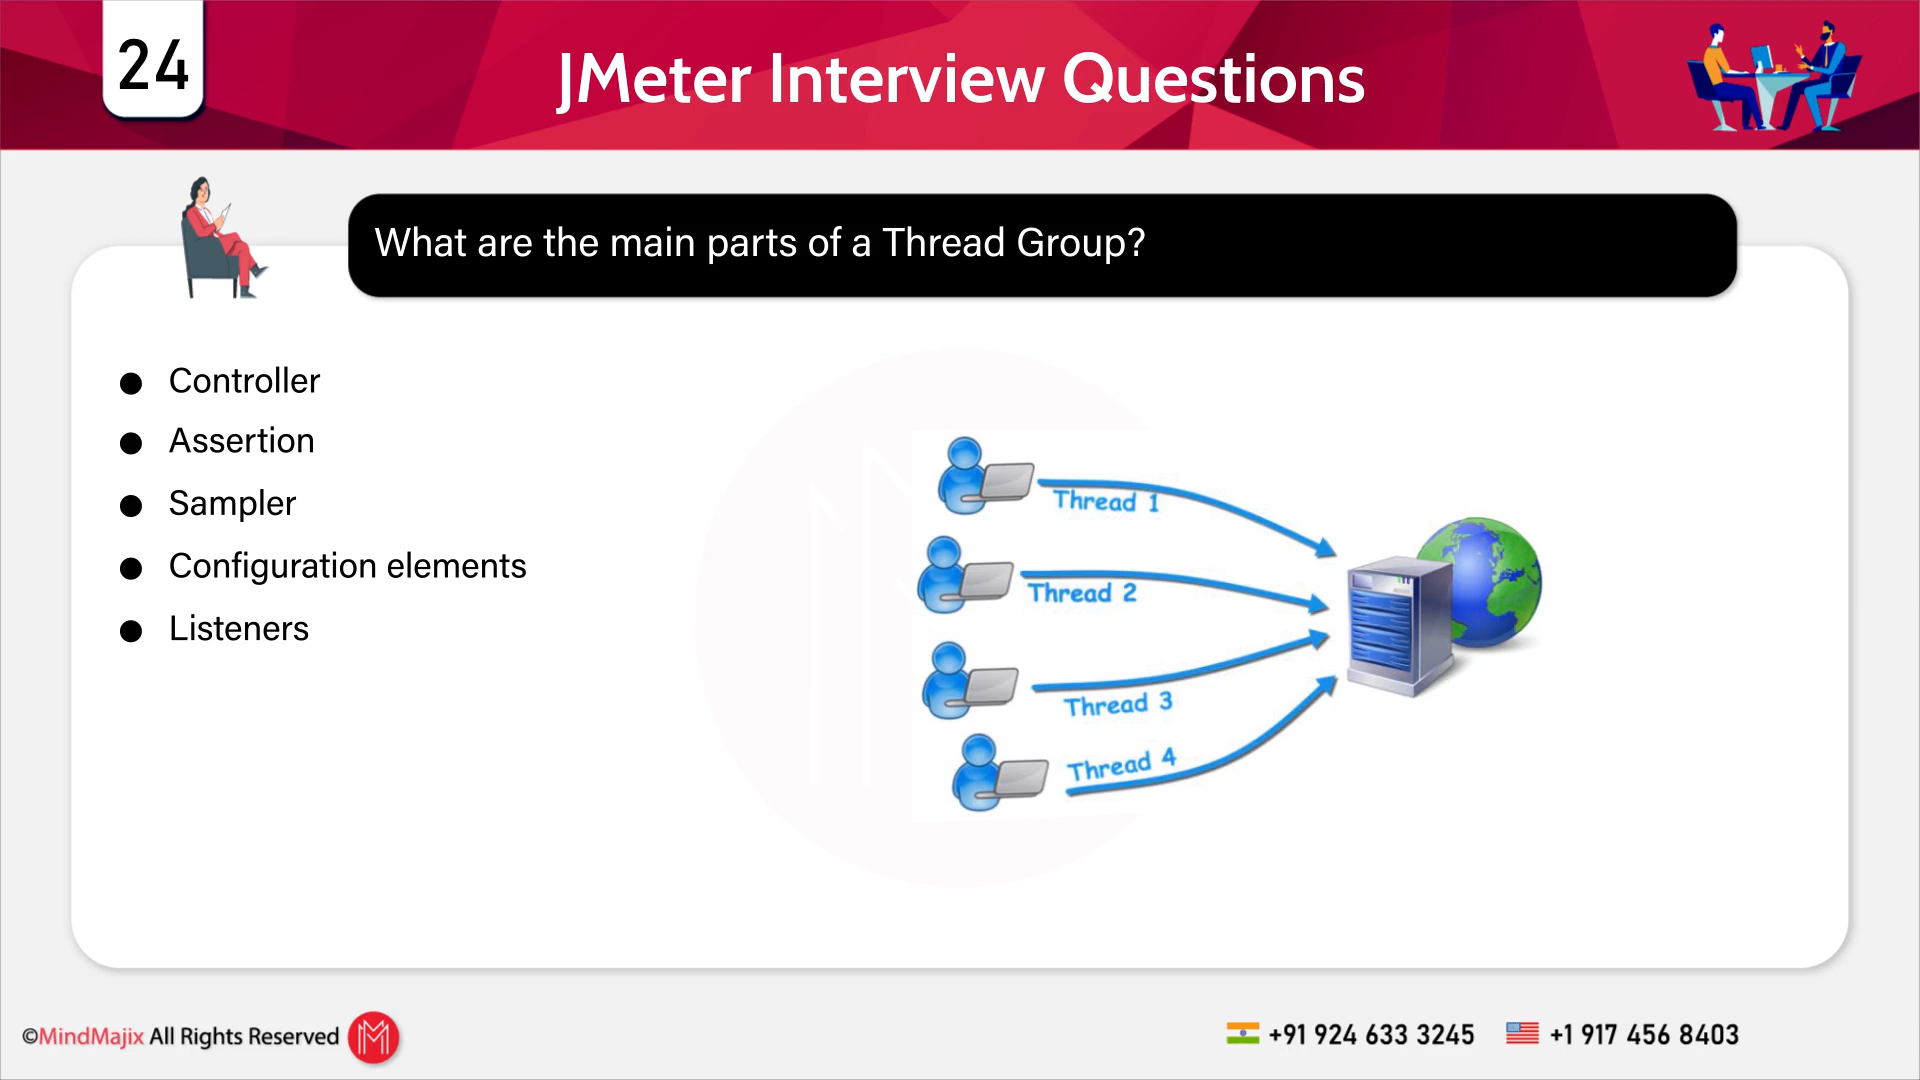 24
JMeter Interview Questions
What are the main parts of a Thread Group?
● Controller
● Assertion
● Sampler
● Configuration elements
● Listeners
Thread 1
Thread 2
Thread 3
Thread 4
©MindMajix All Rights Reserved
+91 924 633 3245
+1 917 456 8403